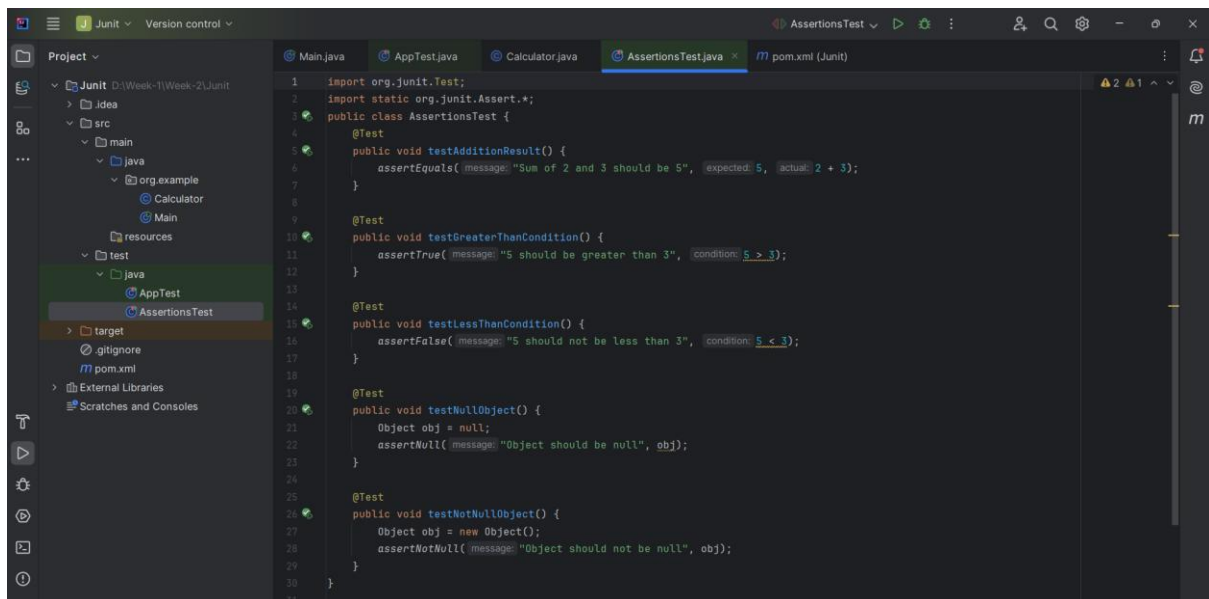 J Junit Version control AssertionsTest
Project
Main.java AppTest.java Calculator.java AssertionsTest.java × m pom.xml (Junit)
Junit D:\Week-1\Week-2\Junit
.idea
src
main
java
org.example
Calculator
Main
resources
test
java
AppTest
AssertionsTest
target
.gitignore
m pom.xml
External Libraries
Scratches and Consoles
1 import org.junit.Test;
2 import static org.junit.Assert.*;
3 public class AssertionsTest {
4 @Test
5 public void testAdditionResult() {
6 assertEquals( message: "Sum of 2 and 3 should be 5", expected: 5, actual: 2 + 3);
7 }
8
9 @Test
10 public void testGreaterThanCondition() {
11 assertTrue( message: "5 should be greater than 3", condition: 5 > 3);
12 }
13
14 @Test
15 public void testLessThanCondition() {
16 assertFalse( message: "5 should not be less than 3", condition: 5 < 3);
17 }
18
19 @Test
20 public void testNullObject() {
21 Object obj = null;
22 assertNull( message: "Object should be null", obj);
23 }
24
25 @Test
26 public void testNotNullObject() {
27 Object obj = new Object();
28 assertNotNull( message: "Object should not be null", obj);
29 }
30 }
2 1
m